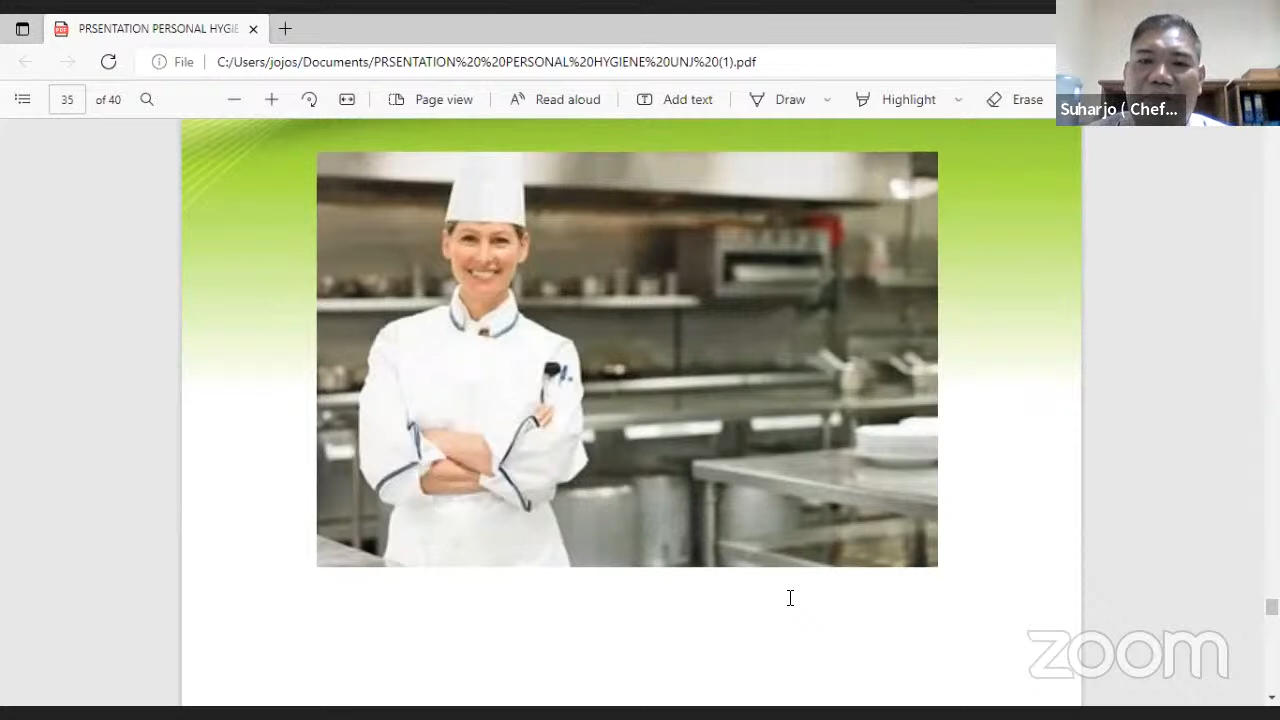 PRSENTATION PERSONAL HYGIE
File
C:/Users/jojos/Documents/PRSENTATION%20%20PERSONAL%20HYGIENE%20UNJ%20(1).pdf
35 of 40
Page view
Read aloud
Add text
Draw
Highlight
Erase
Suharjo ( Chef...
zoom